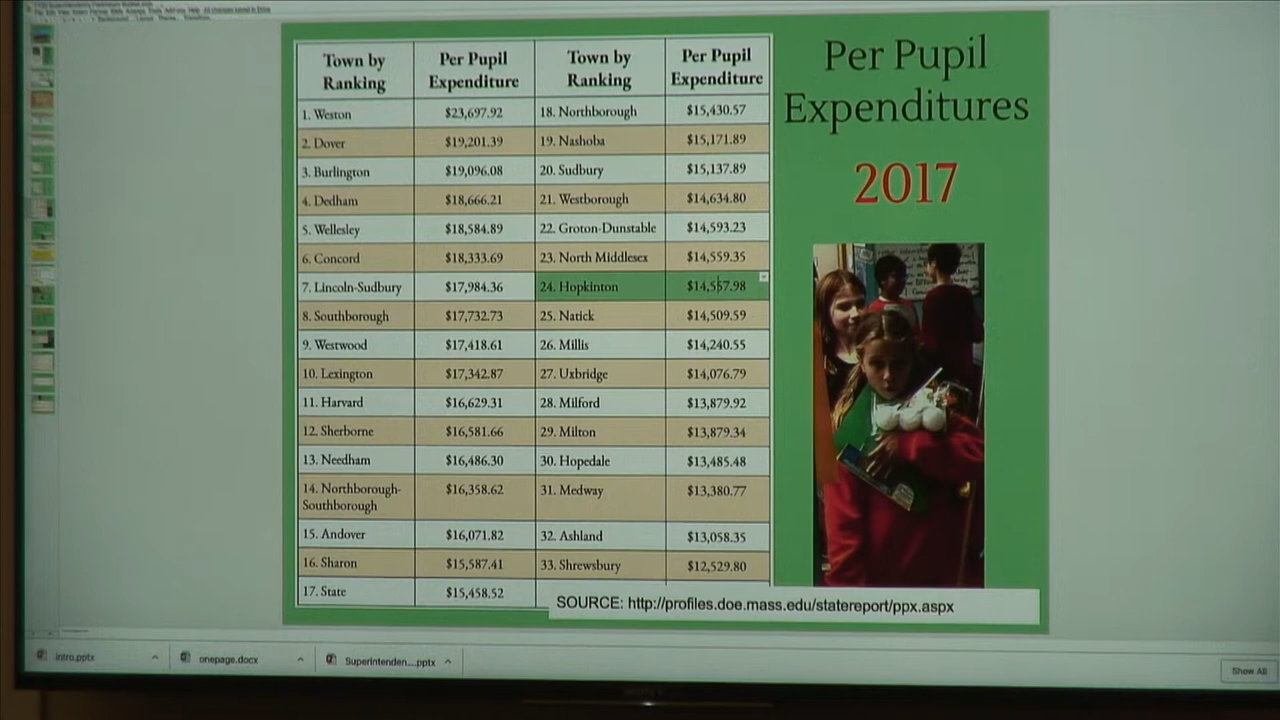 Town by Ranking | Per Pupil Expenditure | Town by Ranking | Per Pupil Expenditure
1. Weston | $23,697.92 | 18. Northborough | $15,430.57
2. Dover | $19,201.39 | 19. Nashoba | $15,171.89
3. Burlington | $19,096.08 | 20. Sudbury | $15,137.89
4. Dedham | $18,666.21 | 21. Westborough | $14,634.80
5. Wellesley | $18,584.89 | 22. Groton-Dunstable | $14,593.23
6. Concord | $18,333.69 | 23. North Middlesex | $14,559.35
7. Lincoln-Sudbury | $17,984.36 | 24. Hopkinton | $14,557.98
8. Southborough | $17,732.73 | 25. Natick | $14,509.59
9. Westwood | $17,418.61 | 26. Millis | $14,240.55
10. Lexington | $17,342.87 | 27. Uxbridge | $14,076.79
11. Harvard | $16,629.31 | 28. Milford | $13,879.92
12. Sherborne | $16,581.66 | 29. Milton | $13,879.34
13. Needham | $16,486.30 | 30. Hopedale | $13,485.48
14. Northborough-Southborough | $16,358.62 | 31. Medway | $13,380.77
15. Andover | $16,071.82 | 32. Ashland | $13,058.35
16. Sharon | $15,587.41 | 33. Shrewsbury | $12,529.80
17. State | $15,458.52
Per Pupil
Expenditures
2017
SOURCE: http://profiles.doe.mass.edu/statereport/ppx.aspx
intro.pptx
onepage.docx
Superintenden....pptx
Show All